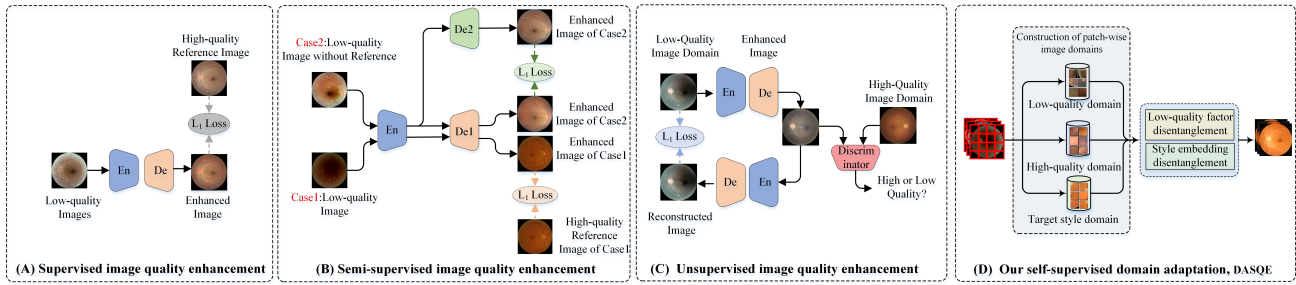 High-quality
Reference Image
L₁ Loss
En
De
Low-quality
Images
Enhanced
Image
(A) Supervised image quality enhancement
Case2:Low-quality
Image without Reference
En
Case1:Low-quality
Image
De2
De1
Enhanced
Image of Case2
L₁ Loss
Enhanced
Image of Case2
Enhanced
Image of Case1
L₁ Loss
High-quality
Reference
Image of Case1
(B) Semi-supervised image quality enhancement
Low-Quality
Image Domain
Enhanced
Image
En
De
High-Quality
Image Domain
L₁ Loss
Discrim
inator
De
En
High or Low
Quality?
Reconstructed
Image
(C) Unsupervised image quality enhancement
Construction of patch-wise
image domains
Low-quality domain
High-quality domain
Target style domain
Low-quality factor
disentanglement
Style embedding
disentanglement
(D) Our self-supervised domain adaptation, DASQE